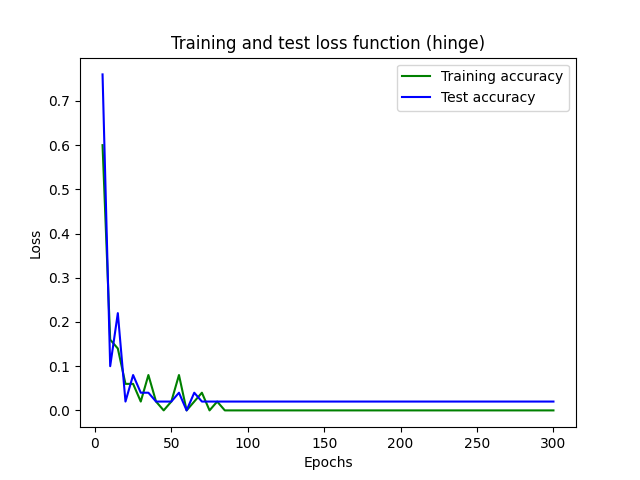 Training and test loss function (hinge)
Training accuracy
Test accuracy
Loss
0.7
0.6
0.5
0.4
0.3
0.2
0.1
0.0
0 50 100 150 200 250 300
Epochs